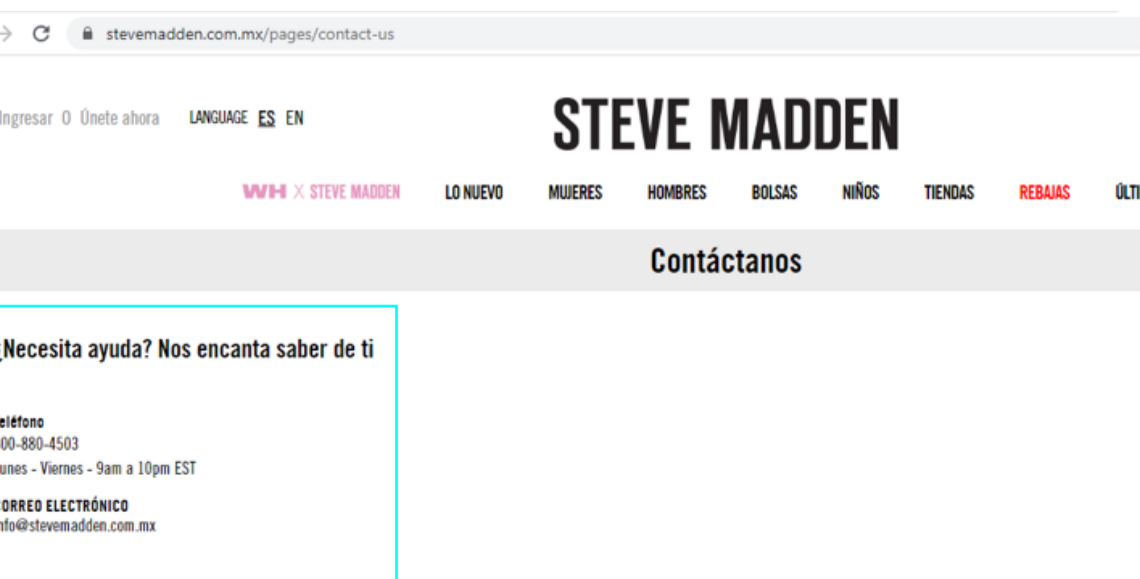 stevemadden.com.mx/pages/contact-us
Ingresar O Únete ahora LANGUAGE ES EN
STEVE MADDEN
WH X STEVE MADDEN LO NUEVO MUJERES HOMBRES BOLSAS NIÑOS TIENDAS REBAJAS ÚLTI
Contáctanos
¿Necesita ayuda? Nos encanta saber de ti
eléfono
00-880-4503
unes - Viernes - 9am a 10pm EST
CORREO ELECTRÓNICO
nfo@stevemadden.com.mx